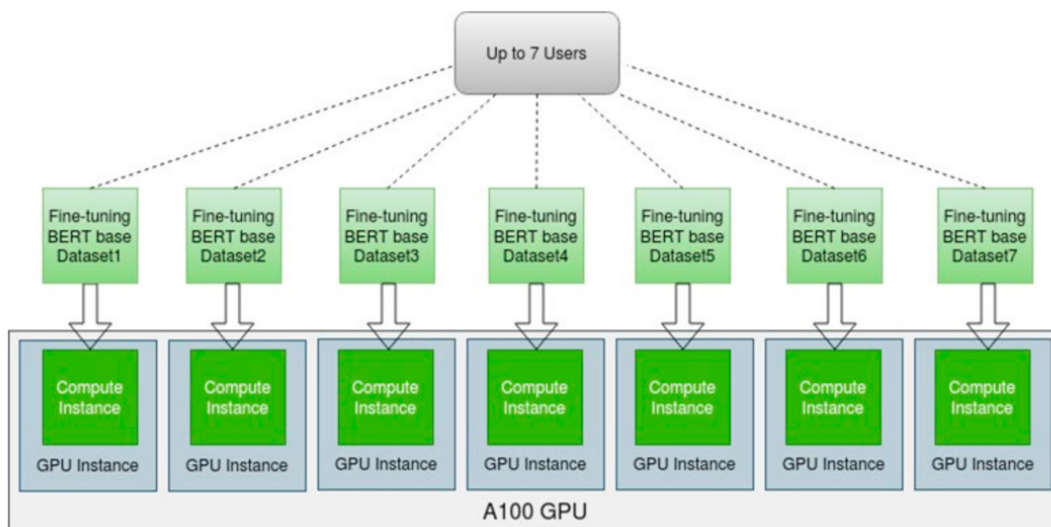 Up to 7 Users
Fine-tuning
BERT base
Dataset1
Fine-tuning
BERT base
Dataset2
Fine-tuning
BERT base
Dataset3
Fine-tuning
BERT base
Dataset4
Fine-tuning
BERT base
Dataset5
Fine-tuning
BERT base
Dataset6
Fine-tuning
BERT base
Dataset7
Compute
Instance
GPU Instance
Compute
Instance
GPU Instance
Compute
Instance
GPU Instance
Compute
Instance
GPU Instance
Compute
Instance
GPU Instance
Compute
Instance
GPU Instance
Compute
Instance
GPU Instance
A100 GPU